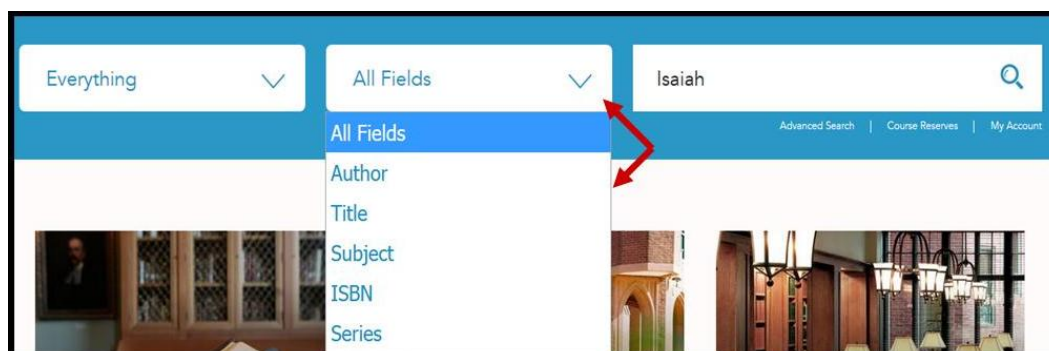 Everything
All Fields
Isaiah
Advanced Search | Course Reserves | My Account
All Fields
Author
Title
Subject
ISBN
Series